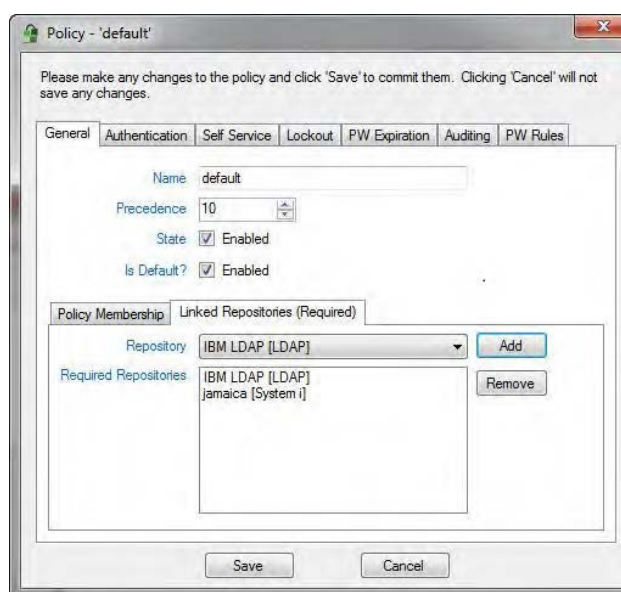 Policy - 'default'
Please make any changes to the policy and click 'Save' to commit them. Clicking 'Cancel' will not
save any changes.
General Authentication Self Service Lockout PW Expiration Auditing PW Rules
Name default
Precedence 10
State Enabled
Is Default? Enabled
Policy Membership Linked Repositories (Required)
Repository IBM LDAP [LDAP] Add
Required Repositories IBM LDAP [LDAP] Remove
jamaica [System i]
Save Cancel